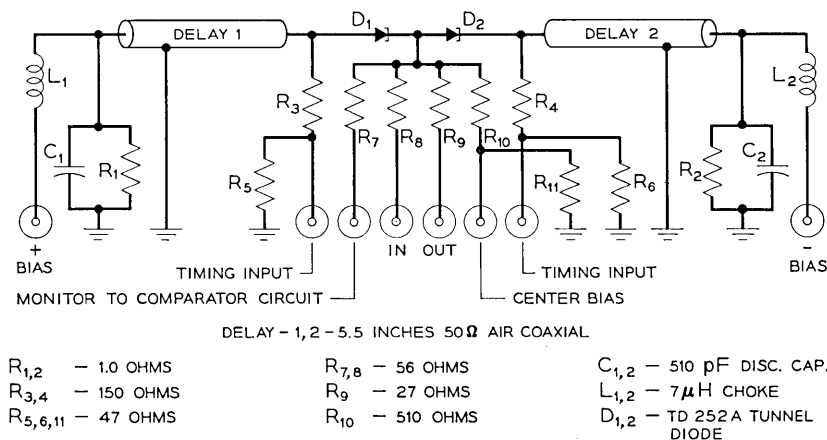 D1 D2
DELAY 1 DELAY 2
L1 L2
R3 R4
C1 R1 R7 R8 R9 R10 R2 C2
R5 R11 R6
+ BIAS IN OUT − BIAS
TIMING INPUT TIMING INPUT
MONITOR TO COMPARATOR CIRCUIT CENTER BIAS
DELAY – 1,2 – 5.5 INCHES 50Ω AIR COAXIAL
R1,2 – 1.0 OHMS
R3,4 – 150 OHMS
R5,6,11 – 47 OHMS
R7,8 – 56 OHMS
R9 – 27 OHMS
R10 – 510 OHMS
C1,2 – 510 pF DISC. CAP.
L1,2 – 7μH CHOKE
D1,2 – TD 252A TUNNEL
DIODE